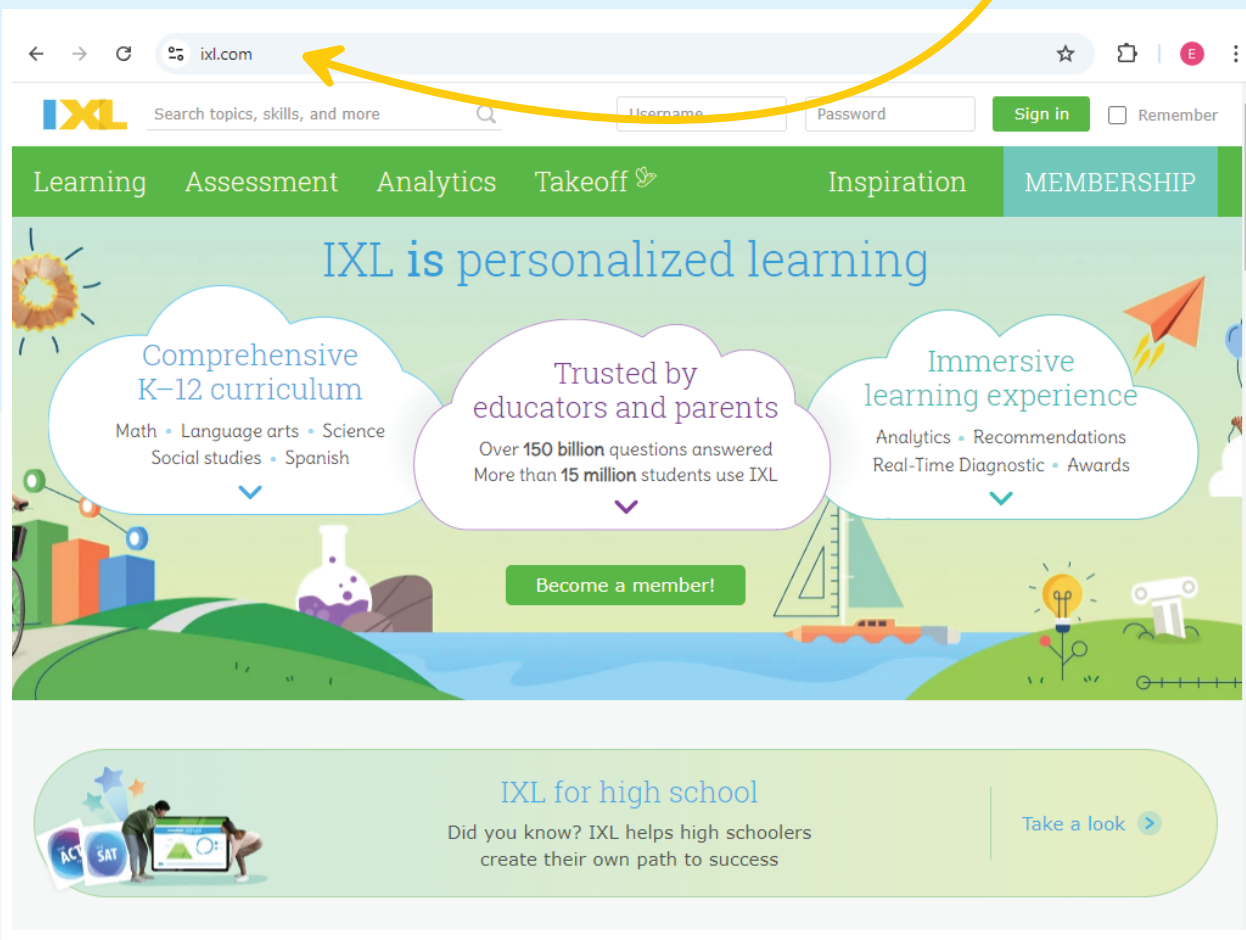 ixl.com
E
IXL
Search topics, skills, and more
Username
Password
Sign in
Remember
Learning
Assessment
Analytics
Takeoff
Inspiration
MEMBERSHIP
IXL is personalized learning
Comprehensive
K–12 curriculum
Math • Language arts • Science
Social studies • Spanish
Trusted by
educators and parents
Over 150 billion questions answered
More than 15 million students use IXL
Immersive
learning experience
Analytics • Recommendations
Real-Time Diagnostic • Awards
Become a member!
ACT
SAT
IXL for high school
Did you know? IXL helps high schoolers
create their own path to success
Take a look